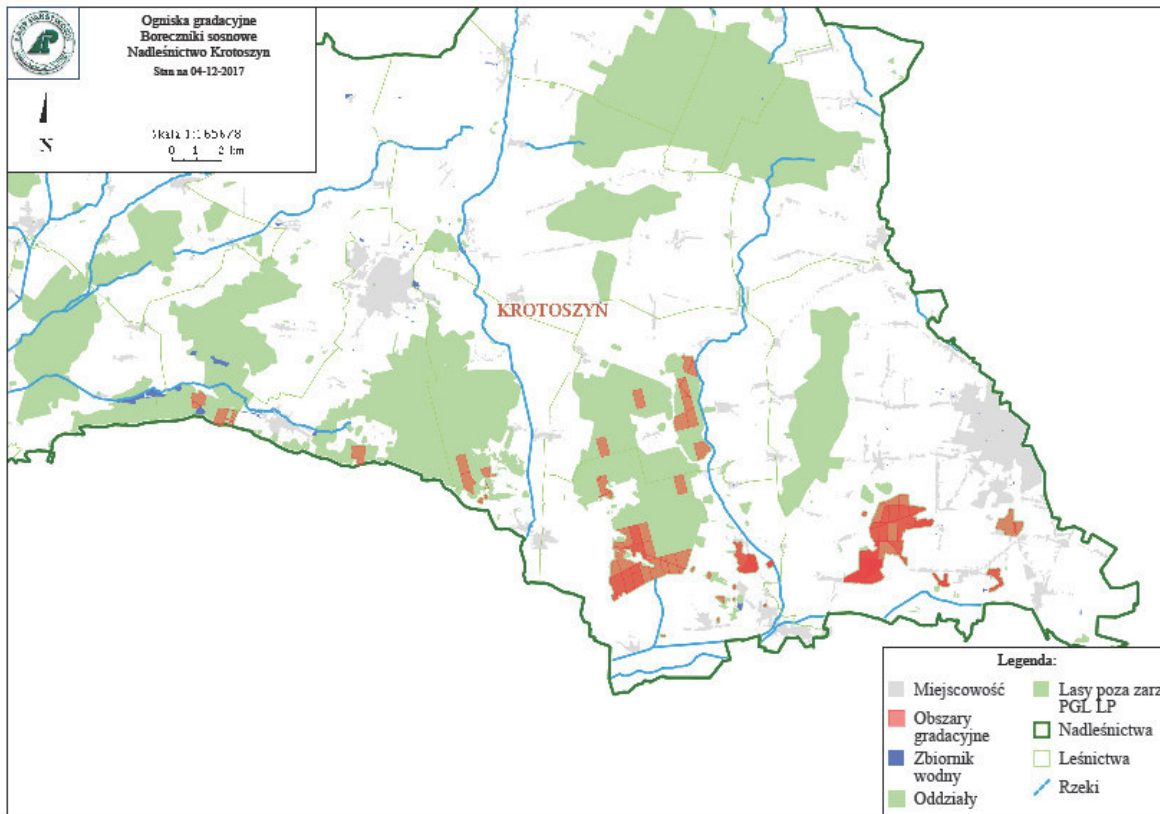 Ogniska gradacyjne
Boreczniki sosnowe
Nadleśnictwo Krotoszyn
Stan na 04-12-2017
N
Skala 1:165678
0 1 2 km
KROTOSZYN
Legenda:
Miejscowość
Obszary
gradacyjne
Zbiornik
wodny
Oddziały
Lasy poza zarz
PGL LP
Nadleśnictwa
Leśnictwa
Rzeki